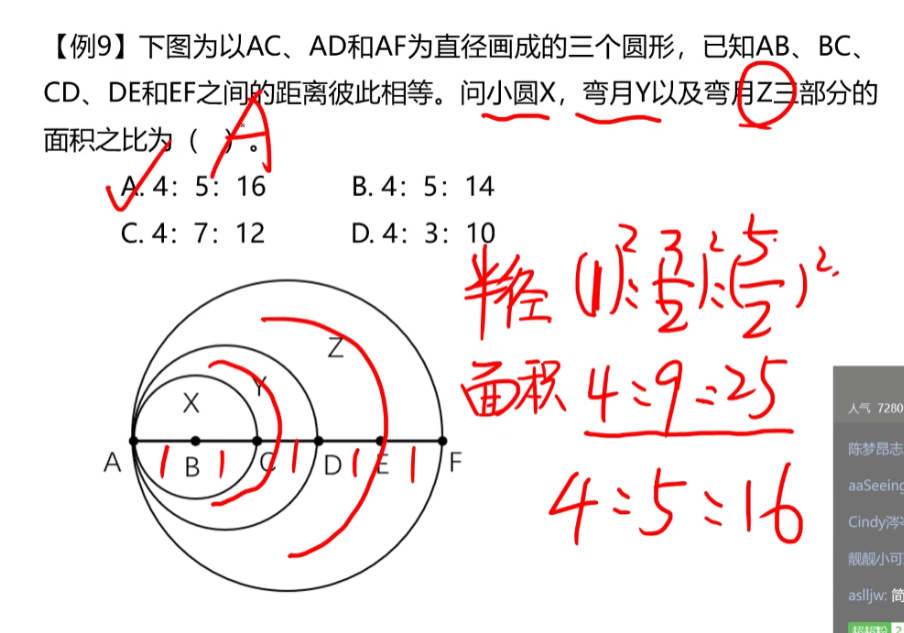 【例9】下图为以AC、AD和AF为直径画成的三个圆形，已知AB、BC、
CD、DE和EF之间的距离彼此相等。问小圆X，弯月Y以及弯月Z三部分的
面积之比为（ ）。
A
A. 4：5：16 B. 4：5：14
C. 4：7：12 D. 4：3：10
半径 (1)²:(3/2)²:(5/2)²
面积 4:9:25
4:5:16
Z
X Y
A B C D E F
1 1 1 1 1
人气 7280
陈梦昂志
aaSeeing
Cindy涔岑
靓靓小可
aslljw: 简